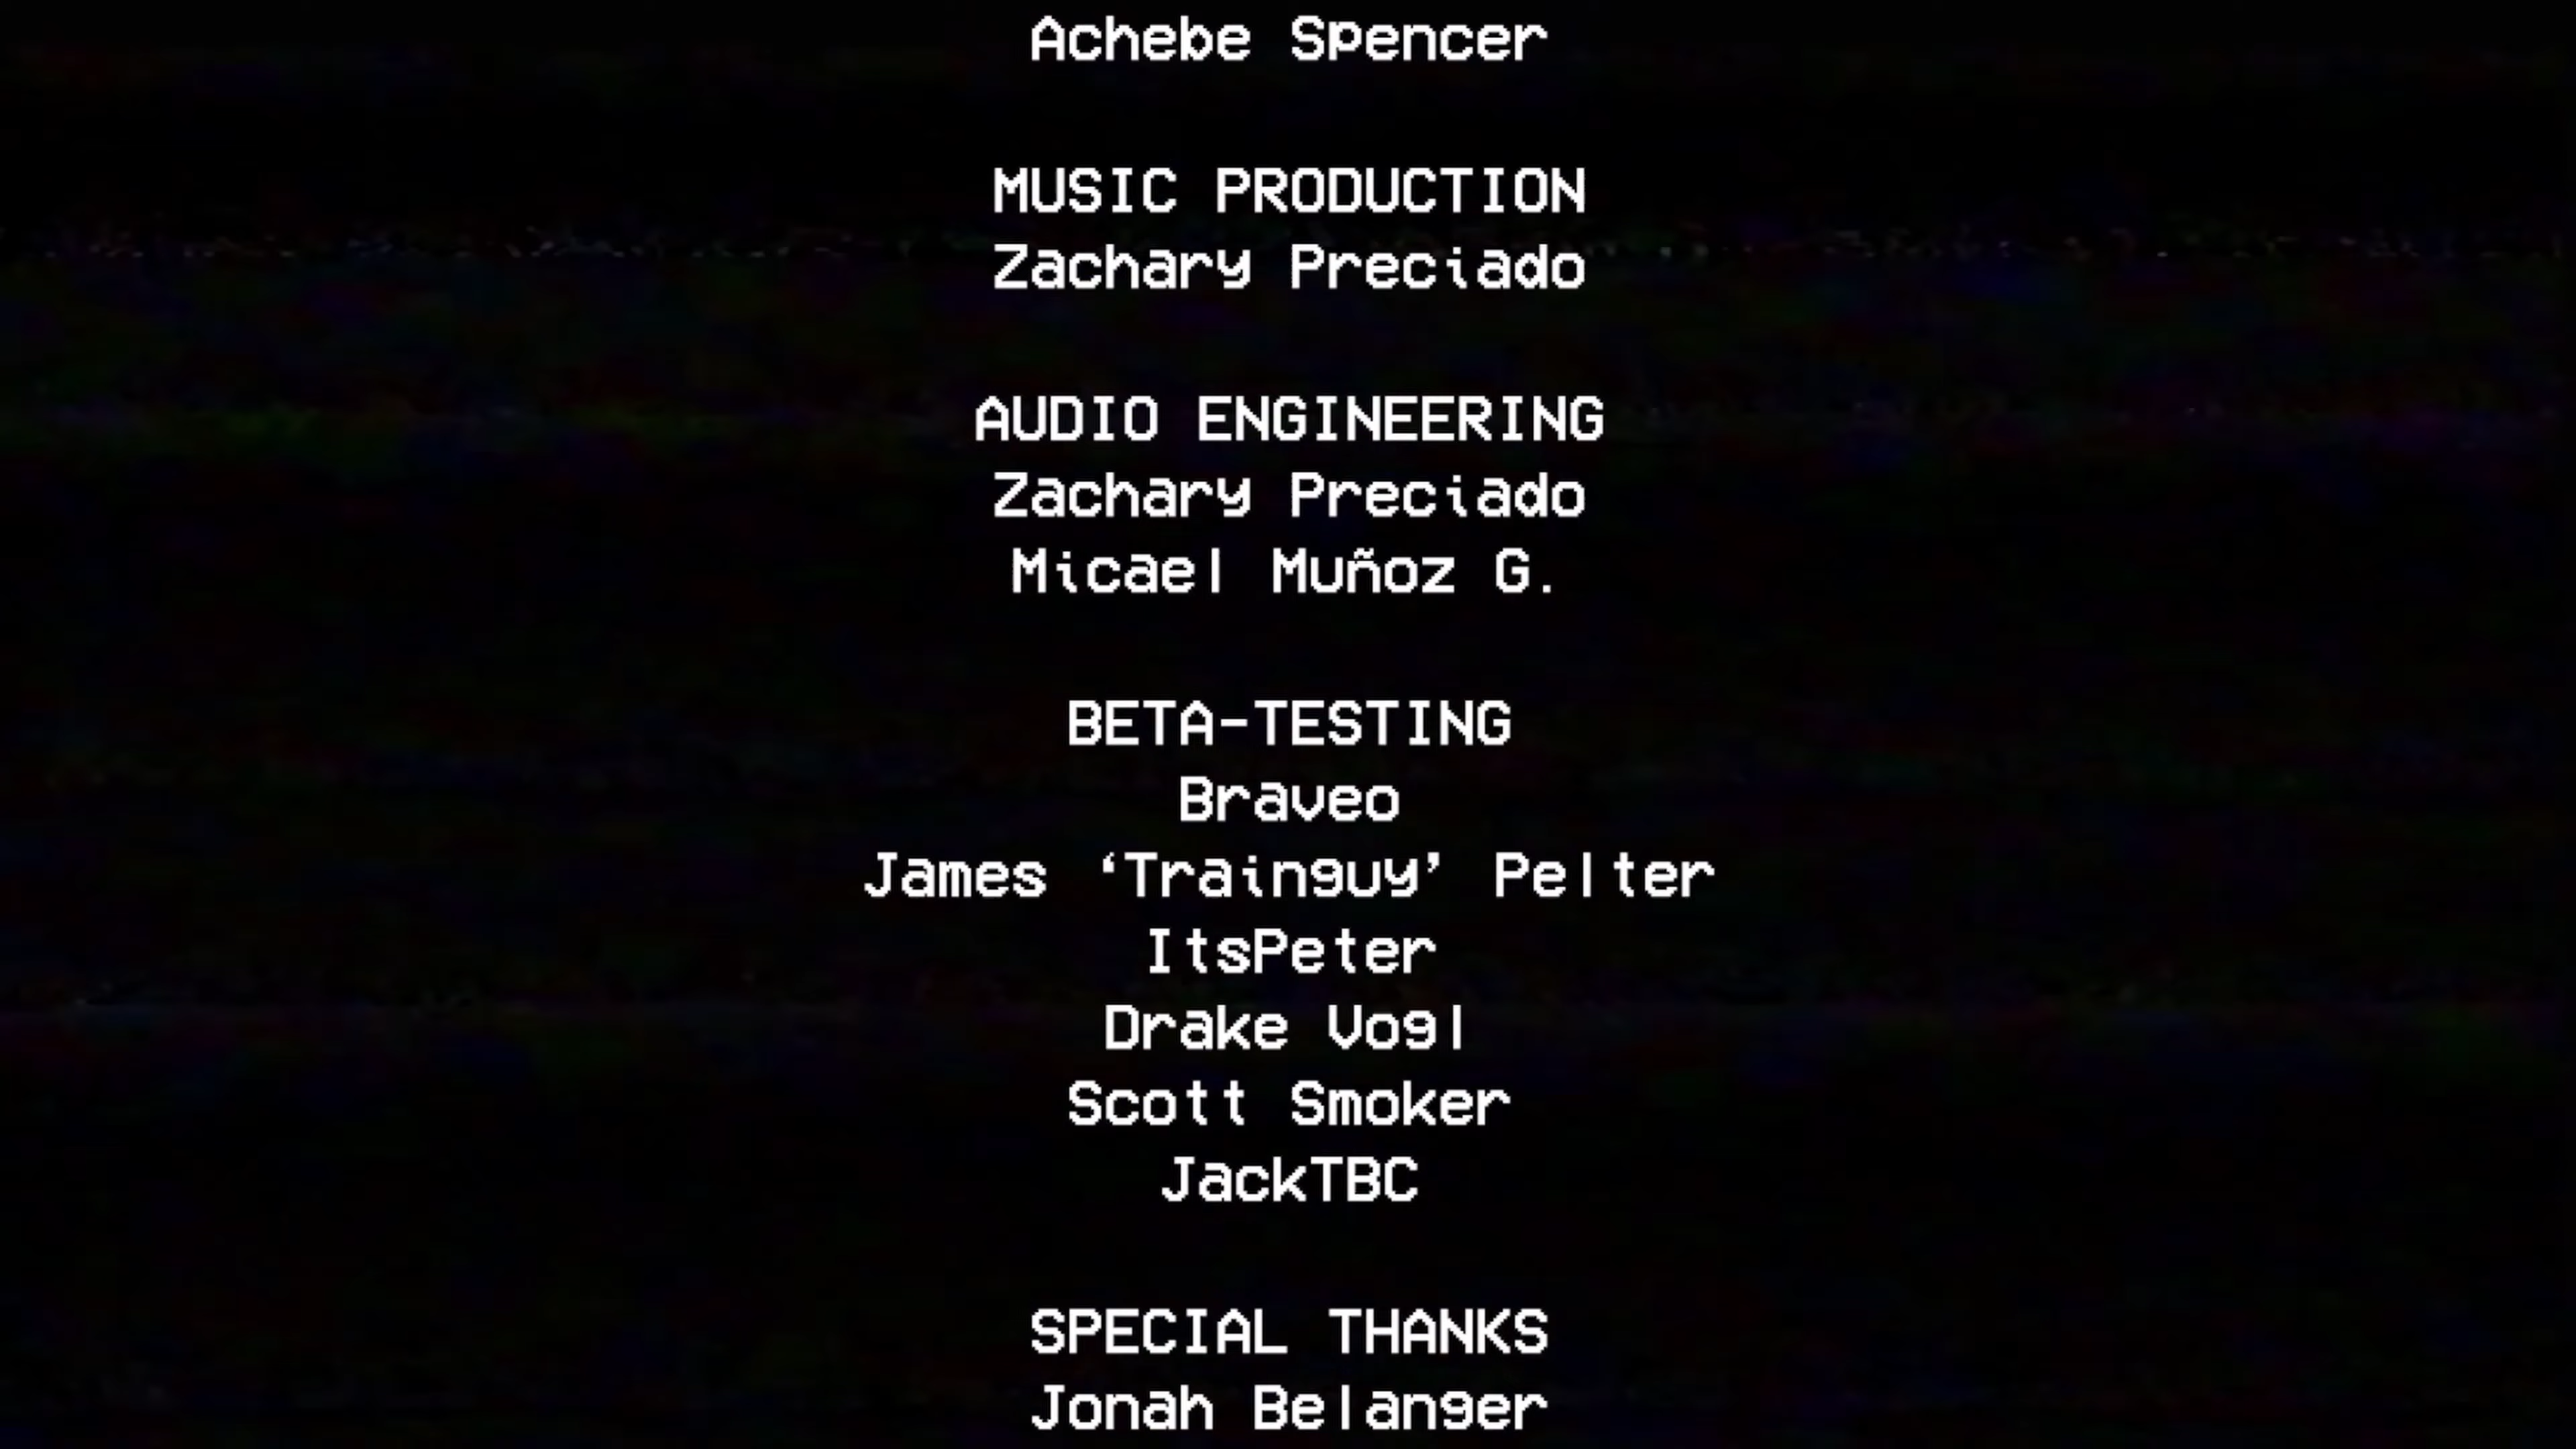 Achebe Spencer
MUSIC PRODUCTION
Zachary Preciado
AUDIO ENGINEERING
Zachary Preciado
Micael Muñoz G.
BETA-TESTING
Braveo
James ‘Trainguy’ Pelter
ItsPeter
Drake Vogl
Scott Smoker
JackTBC
SPECIAL THANKS
Jonah Belanger